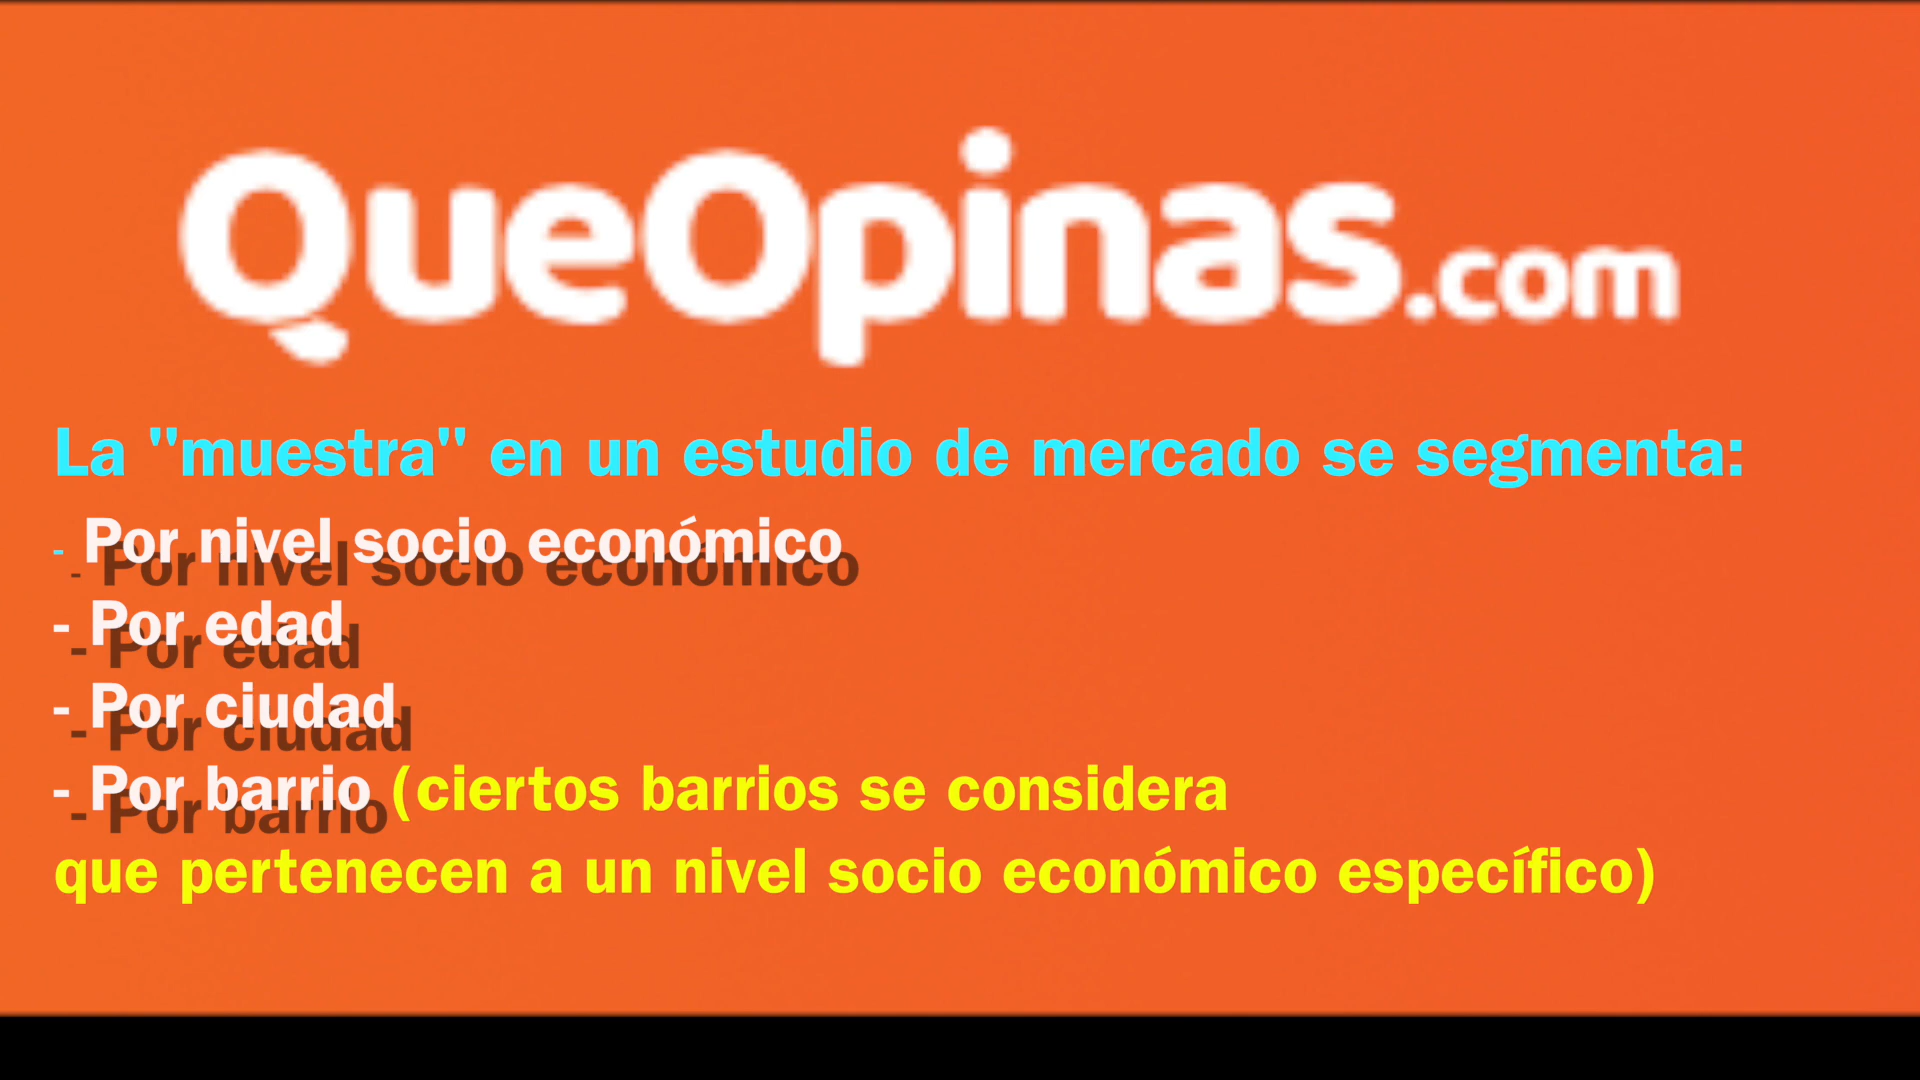 QueOpinas.com
La "muestra" en un estudio de mercado se segmenta:
- Por nivel socio económico
- Por edad
- Por ciudad
- Por barrio (ciertos barrios se considera
que pertenecen a un nivel socio económico específico)